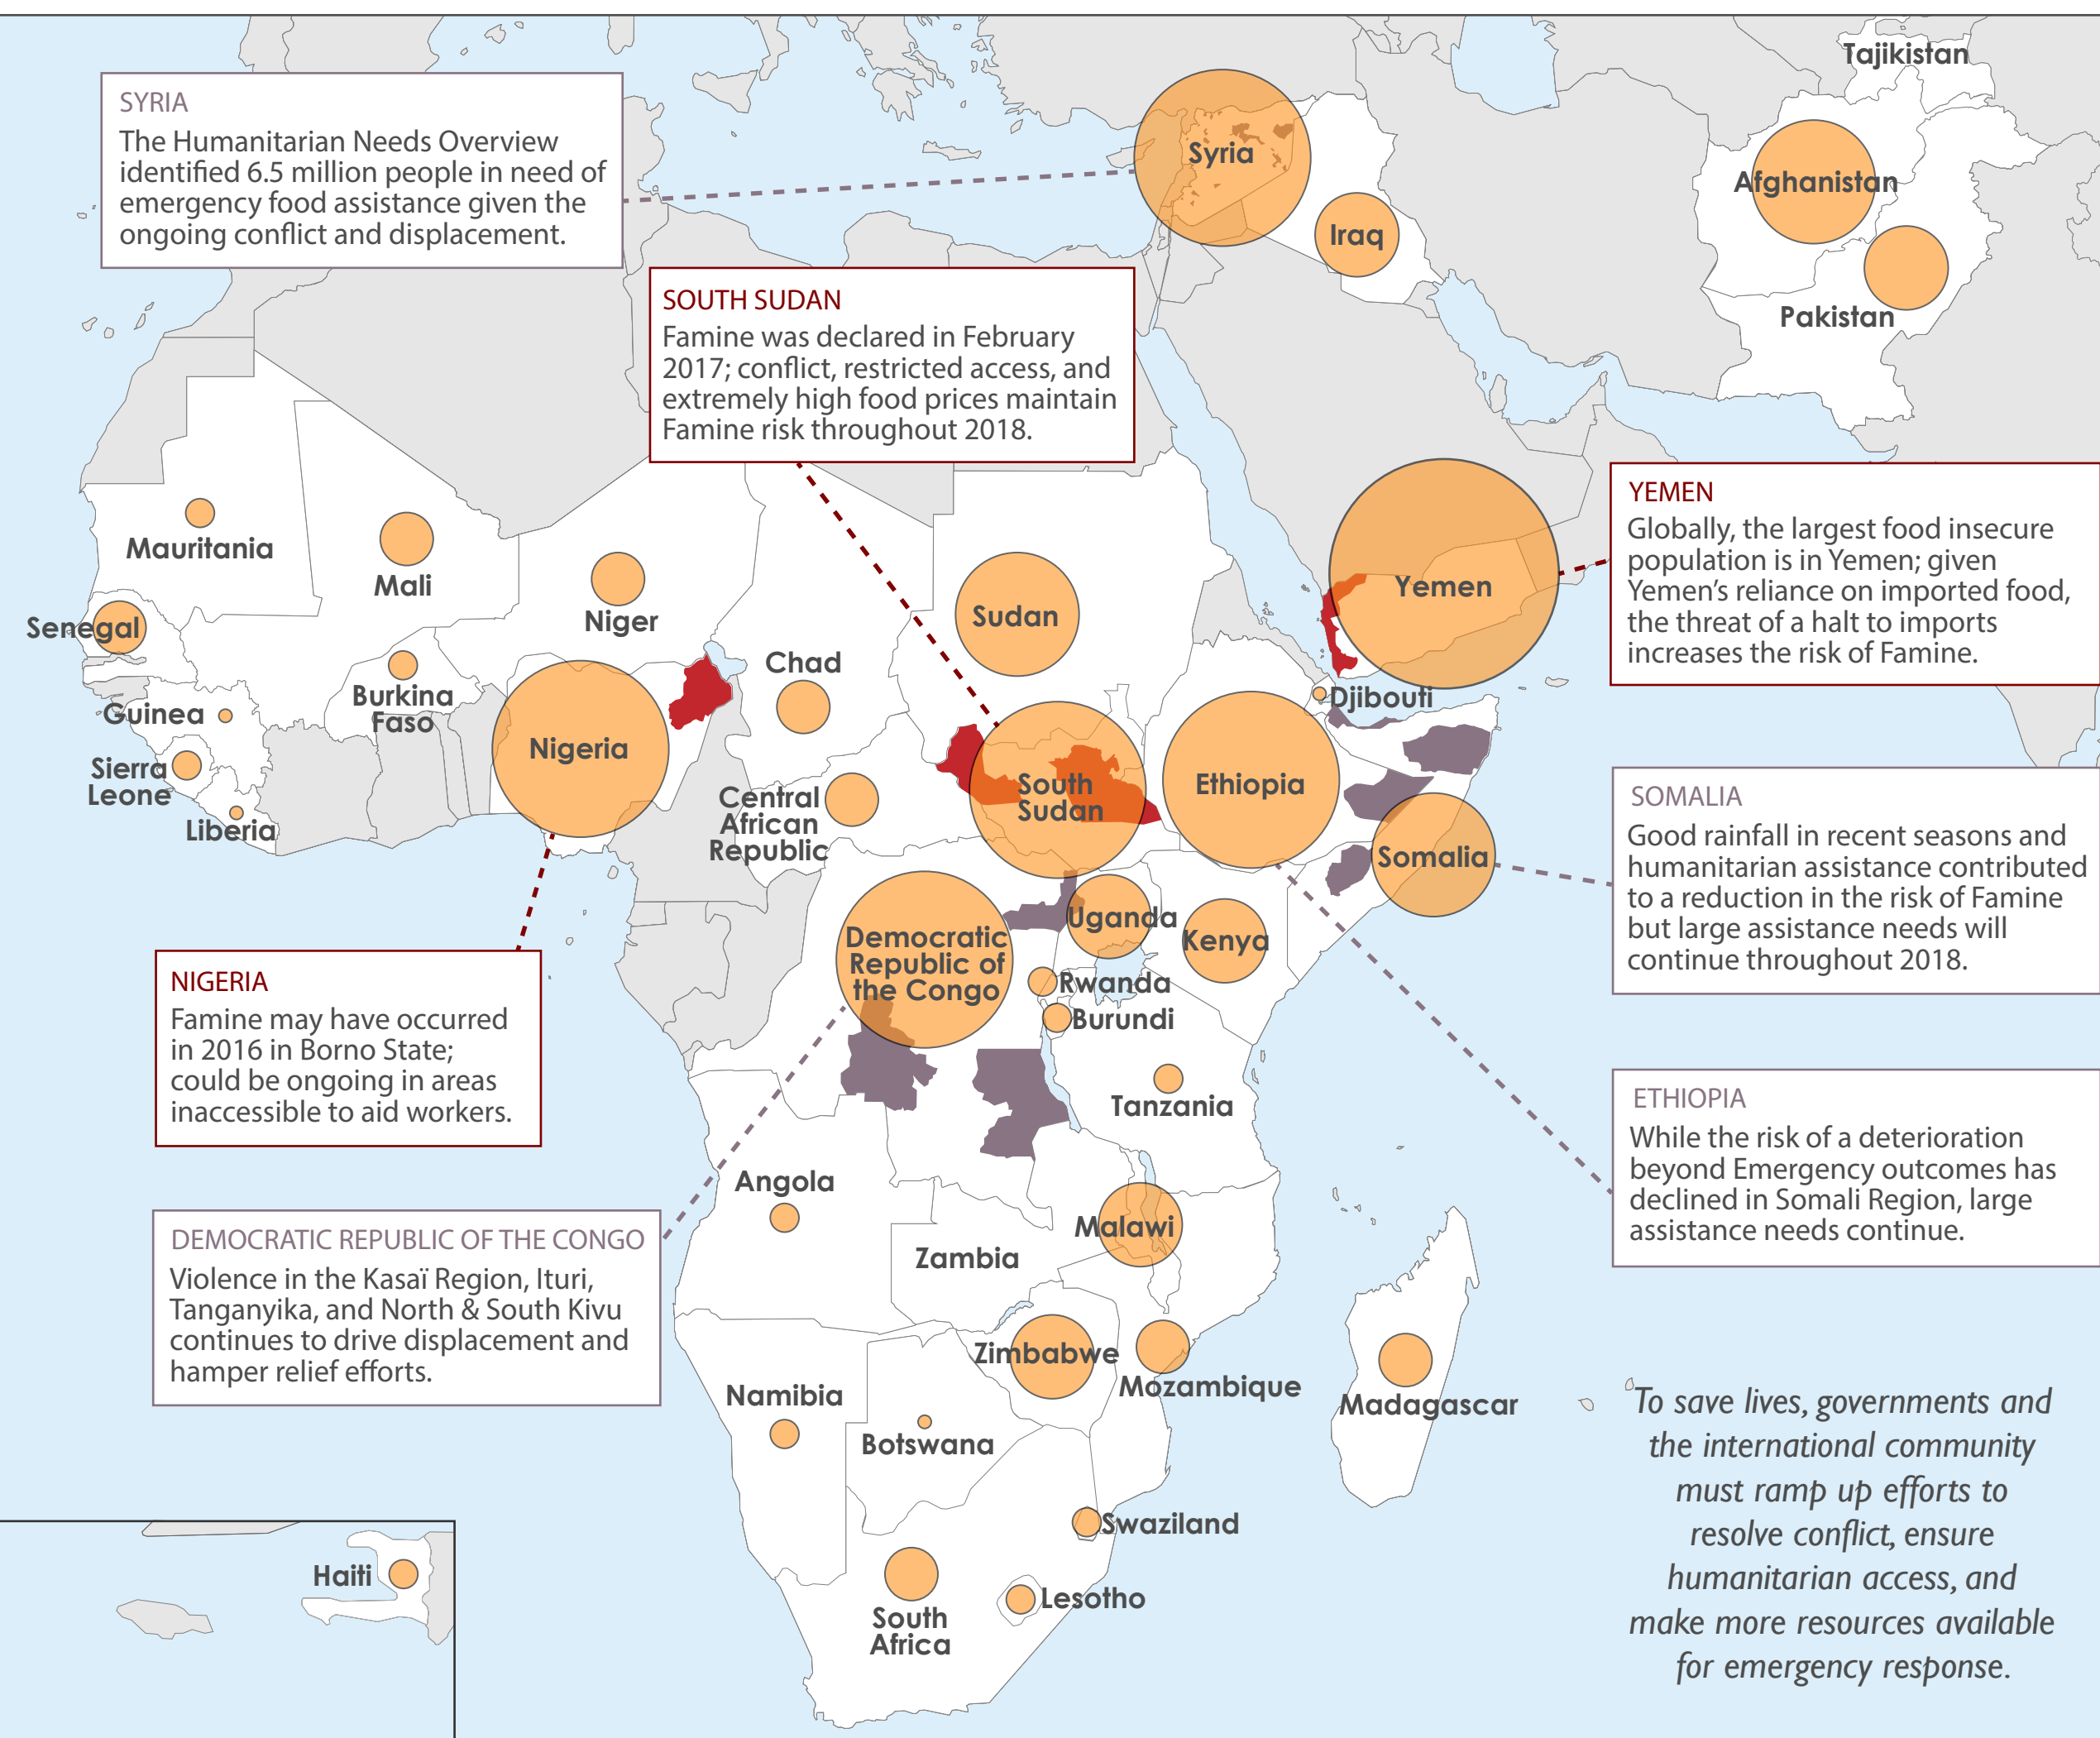 Tajikistan
SYRIA
The Humanitarian Needs Overview
identified 6.5 million people in need of
emergency food assistance given the
ongoing conflict and displacement.
Syria
Afghanistan
Iraq
Pakistan
SOUTH SUDAN
Famine was declared in February
2017; conflict, restricted access, and
extremely high food prices maintain
Famine risk throughout 2018.
YEMEN
Globally, the largest food insecure
population is in Yemen; given
Yemen's reliance on imported food,
the threat of a halt to imports
increases the risk of Famine.
Mauritania
Mali
Niger
Sudan
Yemen
Senegal
Chad
Burkina
Faso
Djibouti
Guinea
Nigeria
Sierra
Leone
Liberia
Central
African
Republic
South
Sudan
Ethiopia
Somalia
SOMALIA
Good rainfall in recent seasons and
humanitarian assistance contributed
to a reduction in the risk of Famine
but large assistance needs will
continue throughout 2018.
Uganda
Kenya
Democratic
Republic of
the Congo
Rwanda
Burundi
NIGERIA
Famine may have occurred
in 2016 in Borno State;
could be ongoing in areas
inaccessible to aid workers.
Tanzania
ETHIOPIA
While the risk of a deterioration
beyond Emergency outcomes has
declined in Somali Region, large
assistance needs continue.
Angola
Malawi
Zambia
DEMOCRATIC REPUBLIC OF THE CONGO
Violence in the Kasaï Region, Ituri,
Tanganyika, and North & South Kivu
continues to drive displacement and
hamper relief efforts.
Zimbabwe
Mozambique
Namibia
Botswana
Madagascar
To save lives, governments and
the international community
must ramp up efforts to
resolve conflict, ensure
humanitarian access, and
make more resources available
for emergency response.
Swaziland
Haiti
Lesotho
South
Africa